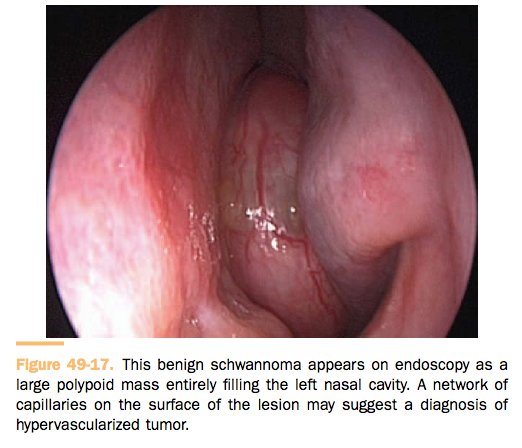 Figure 49-17. This benign schwannoma appears on endoscopy as a
large polypoid mass entirely filling the left nasal cavity. A network of
capillaries on the surface of the lesion may suggest a diagnosis of
hypervascularized tumor.